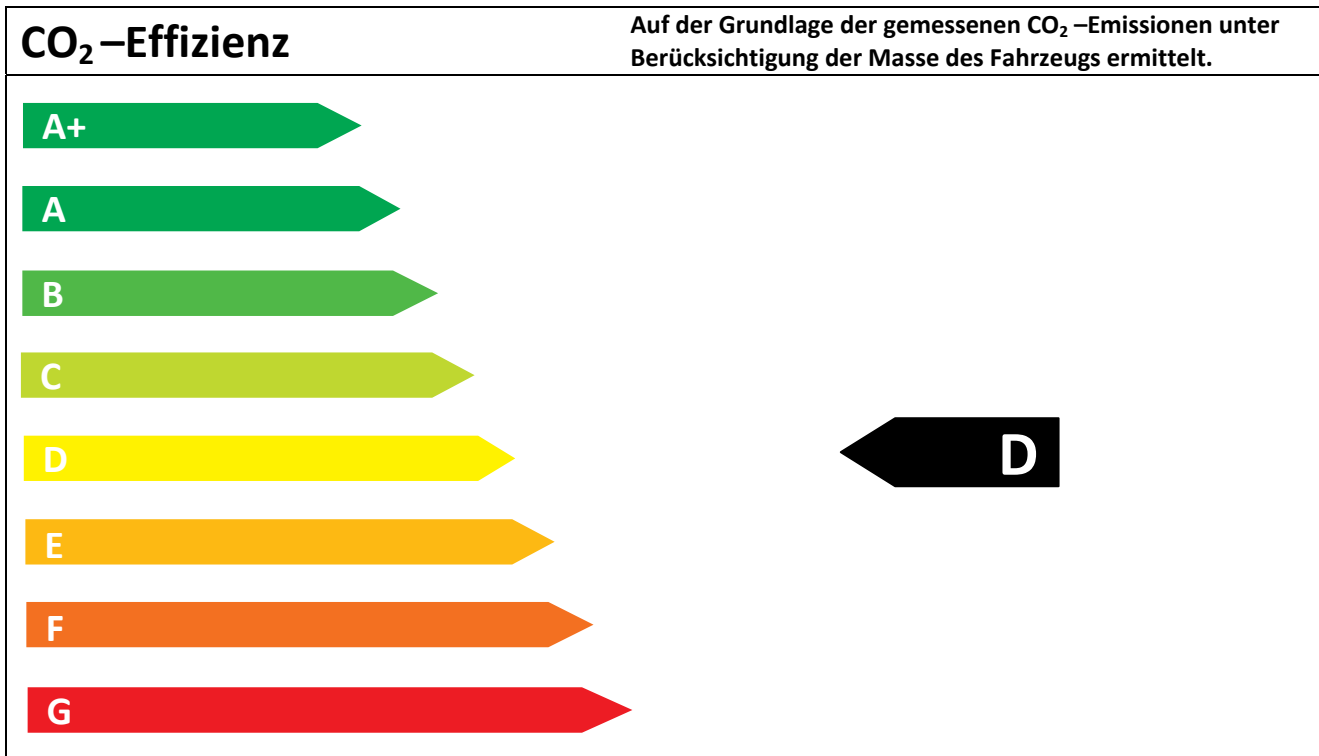 CO₂ –Effizienz
Auf der Grundlage der gemessenen CO₂ –Emissionen unter
Berücksichtigung der Masse des Fahrzeugs ermittelt.
A+
A
B
C
D
D
E
F
G